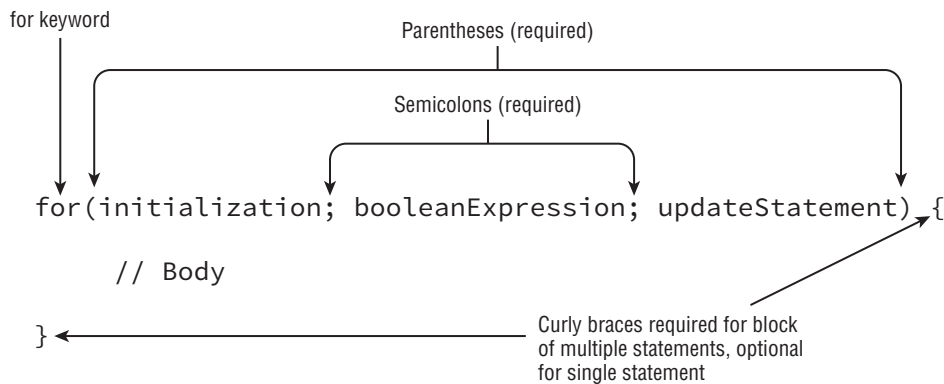 for keyword
Parentheses (required)
Semicolons (required)
for(initialization; booleanExpression; updateStatement) {
// Body
}
Curly braces required for block
of multiple statements, optional
for single statement